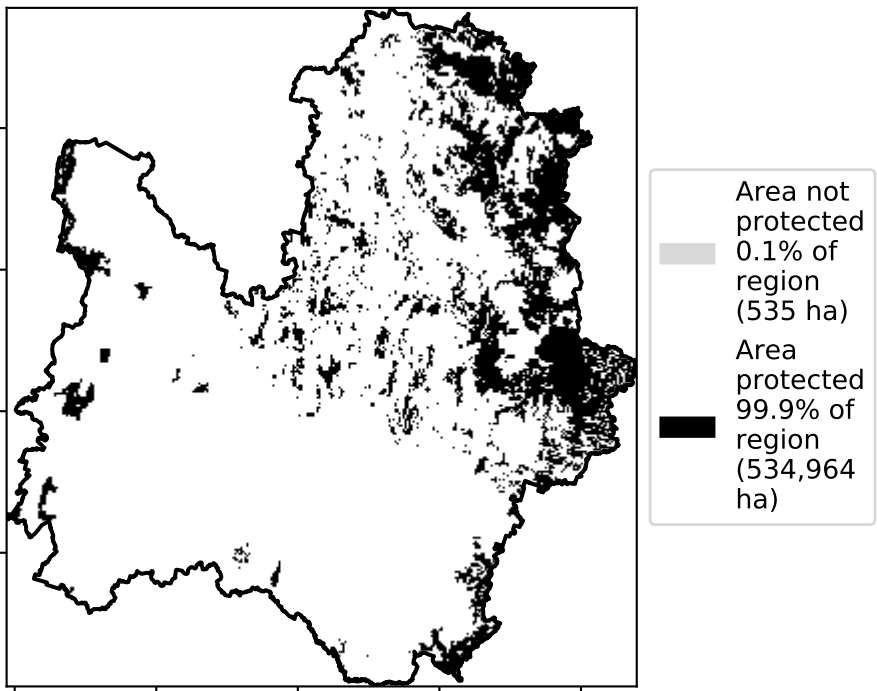 Area not
protected
0.1% of
region
(535 ha)
Area
protected
99.9% of
region
(534,964
ha)